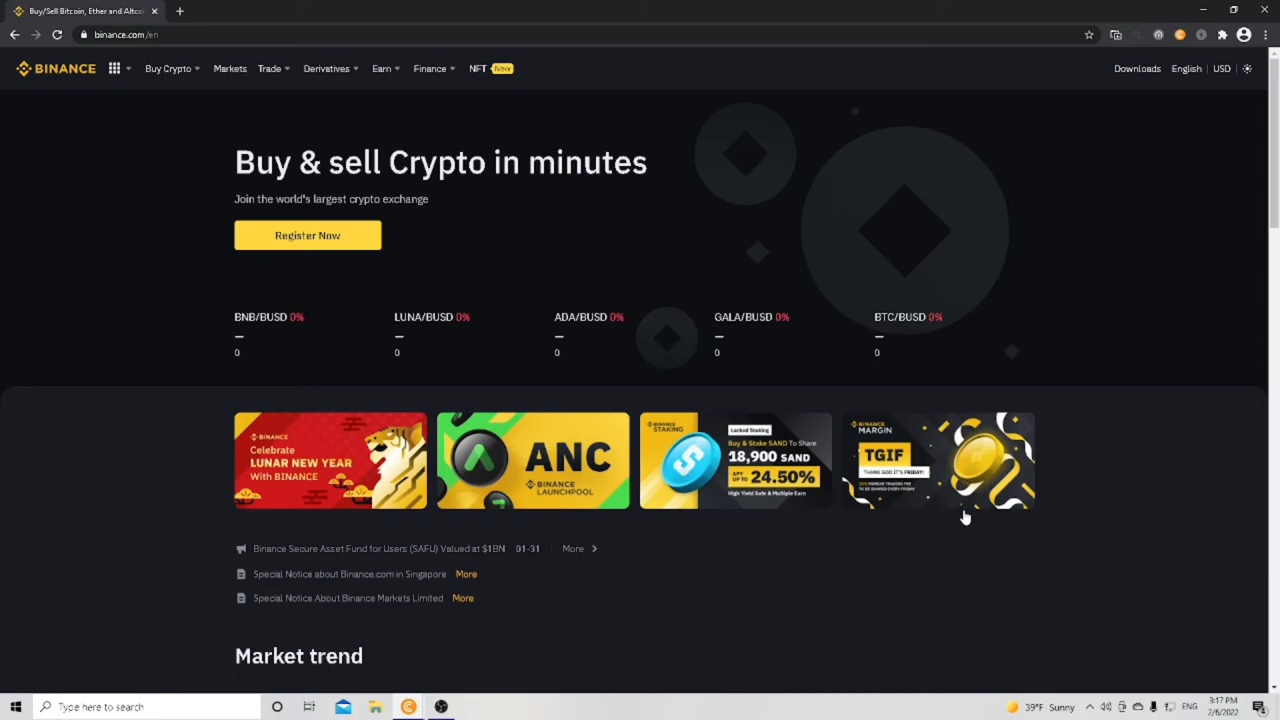 Buy/Sell Bitcoin, Ether and Altco
binance.com/en
BINANCE Buy Crypto Markets Trade Derivatives Earn Finance NFT New Downloads English USD
Buy & sell Crypto in minutes
Join the world's largest crypto exchange
Register Now
BNB/BUSD 0% LUNA/BUSD 0% ADA/BUSD 0% GALA/BUSD 0% BTC/BUSD 0%
— — — — —
0 0 0 0 0
BINANCE
Celebrate
LUNAR NEW YEAR
With BINANCE
ANC
BINANCE
LAUNCHPOOL
BINANCE
STAKING
Locked Staking
Buy & Stake SAND To Share
18,900 SAND
APY
UP TO 24.50%
High Yield Safe & Multiple Earn
BINANCE
MARGIN
TGIF
THANK GOD IT'S FRIDAY!
Binance Secure Asset Fund for Users (SAFU) Valued at $1BN 01-31 More
Special Notice about Binance.com in Singapore More
Special Notice About Binance Markets Limited More
Market trend
Type here to search
39°F Sunny
ENG
3:17 PM
2/6/2022